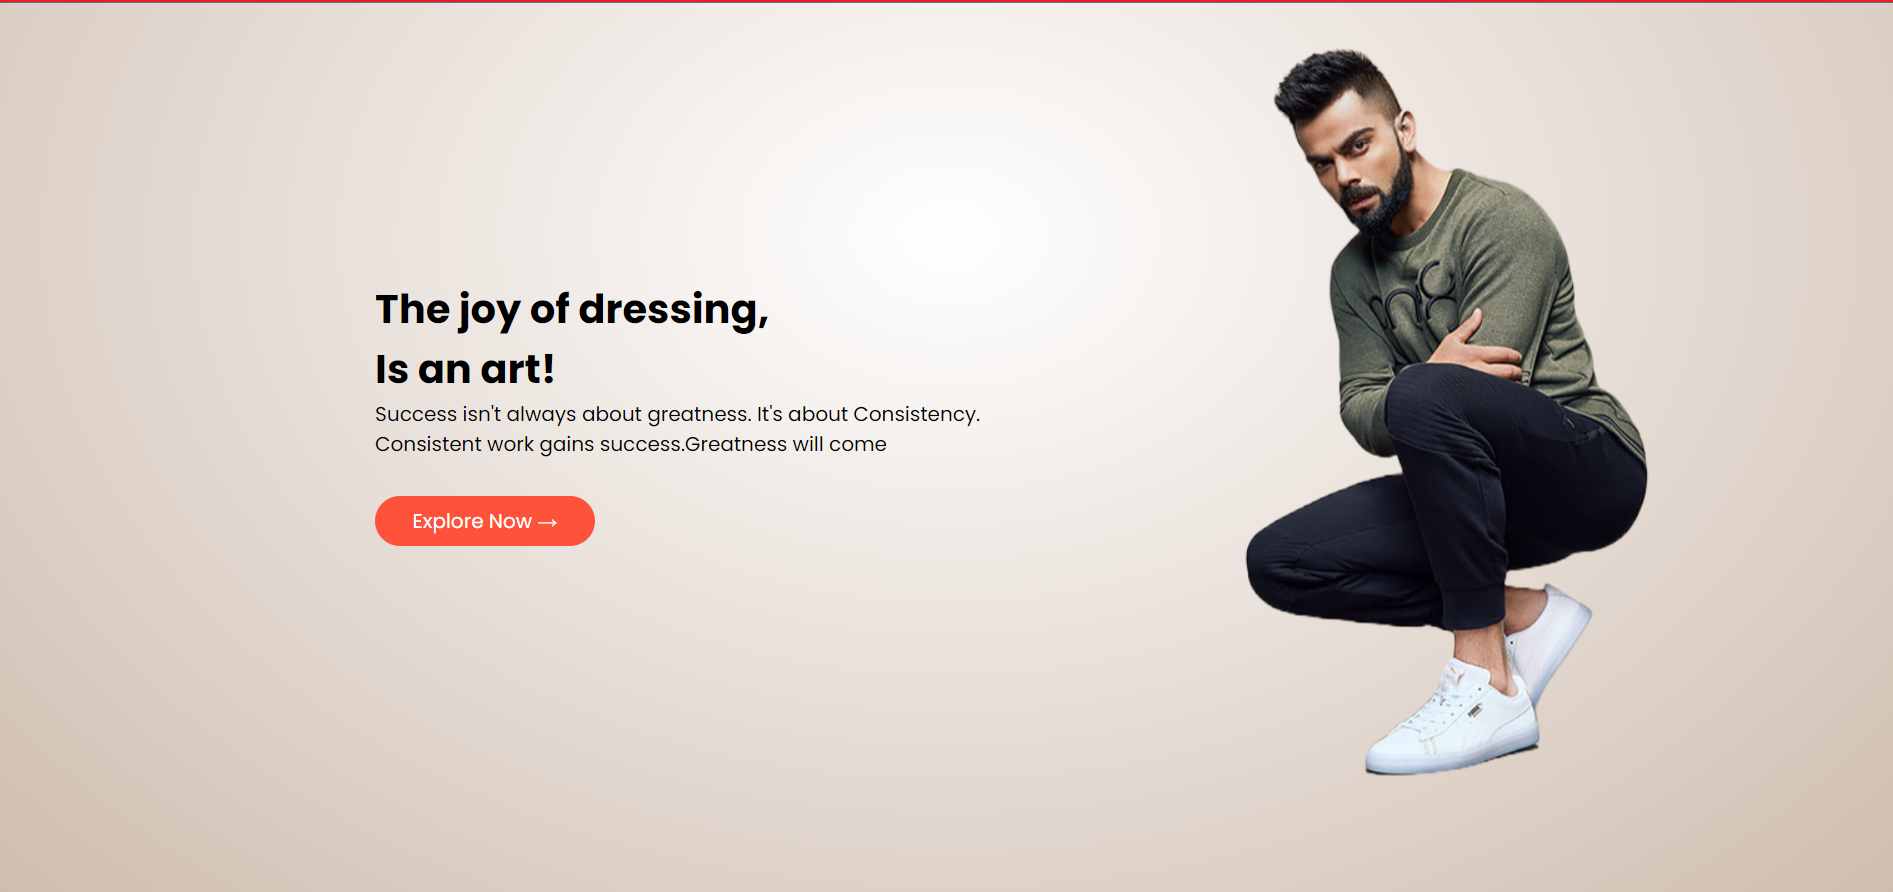 The joy of dressing,
Is an art!
Success isn't always about greatness. It's about Consistency.
Consistent work gains success.Greatness will come
Explore Now →